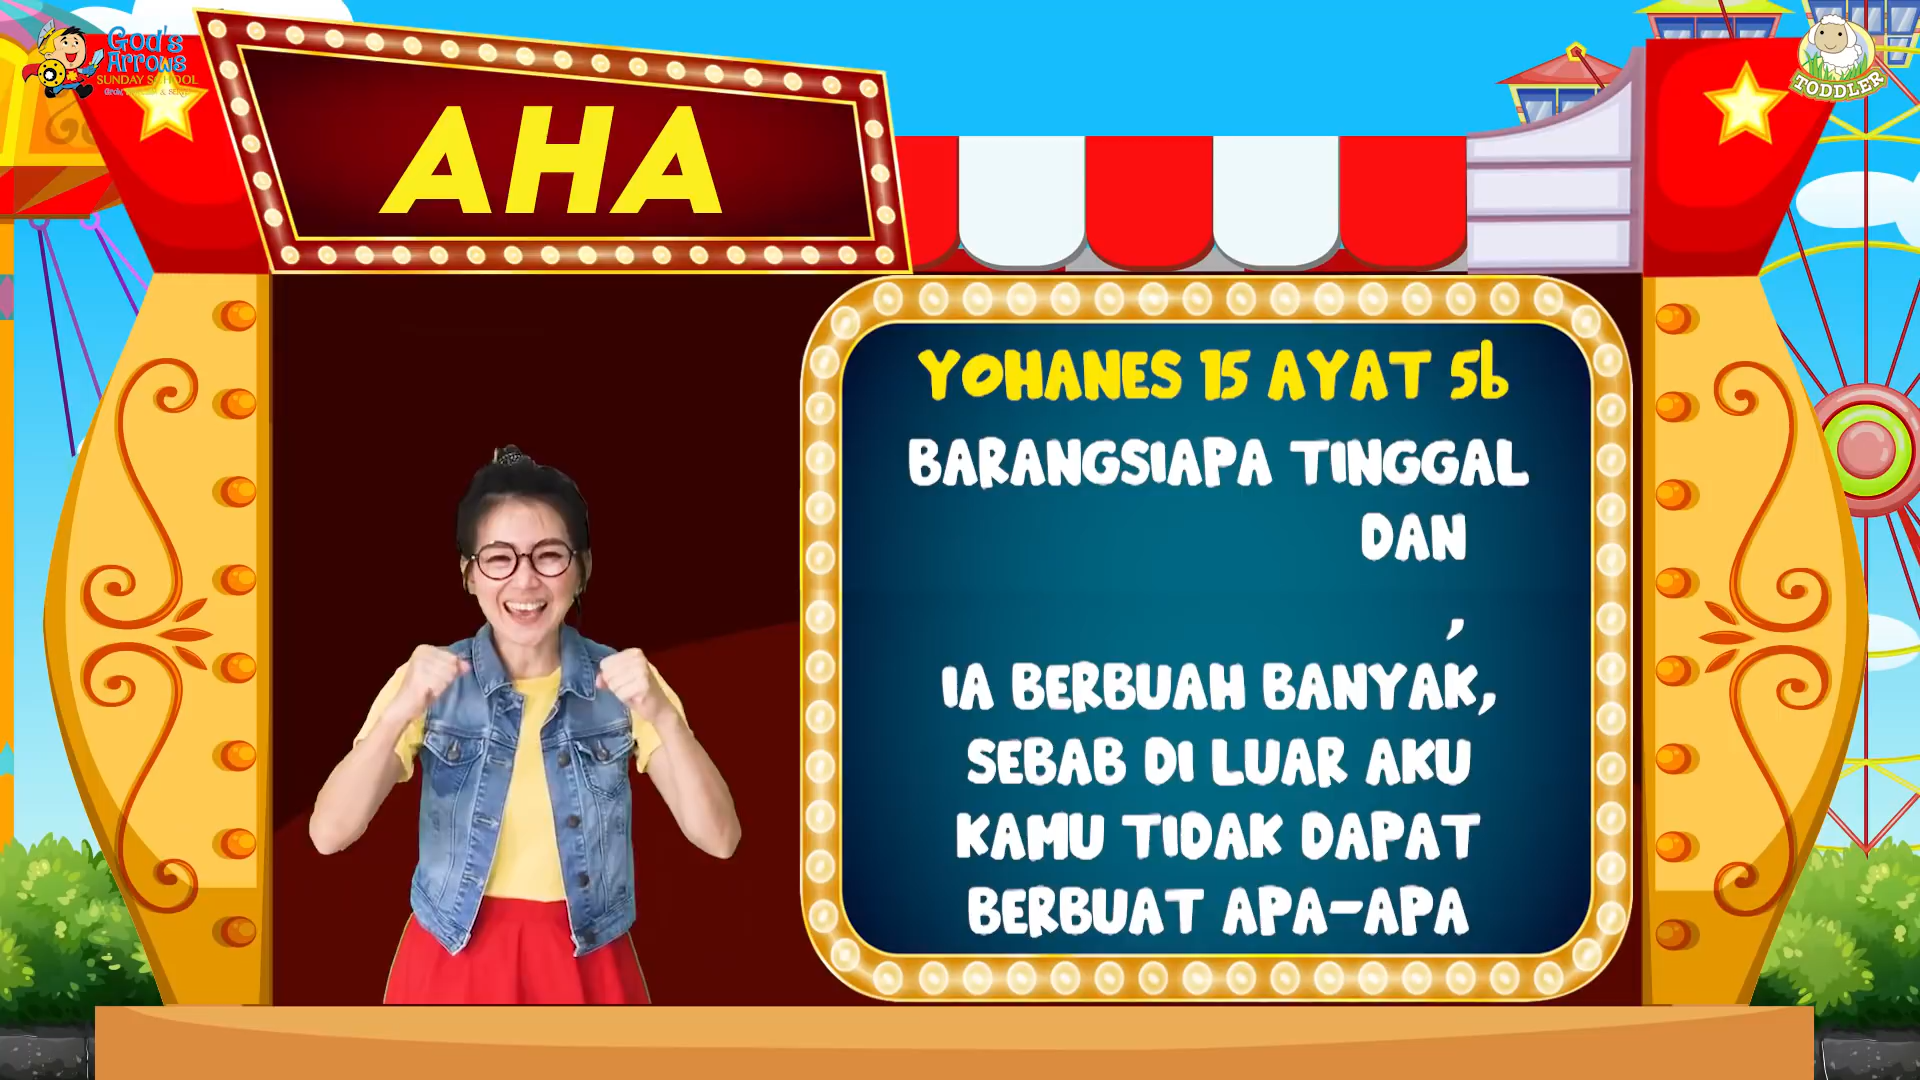 God's
Arrows
SUNDAY SCHOOL
TODDLER
AHA
YOHANES 15 AYAT 5b
BARANGSIAPA TINGGAL
DAN
,
IA BERBUAH BANYAK,
SEBAB DI LUAR AKU
KAMU TIDAK DAPAT
BERBUAT APA-APA